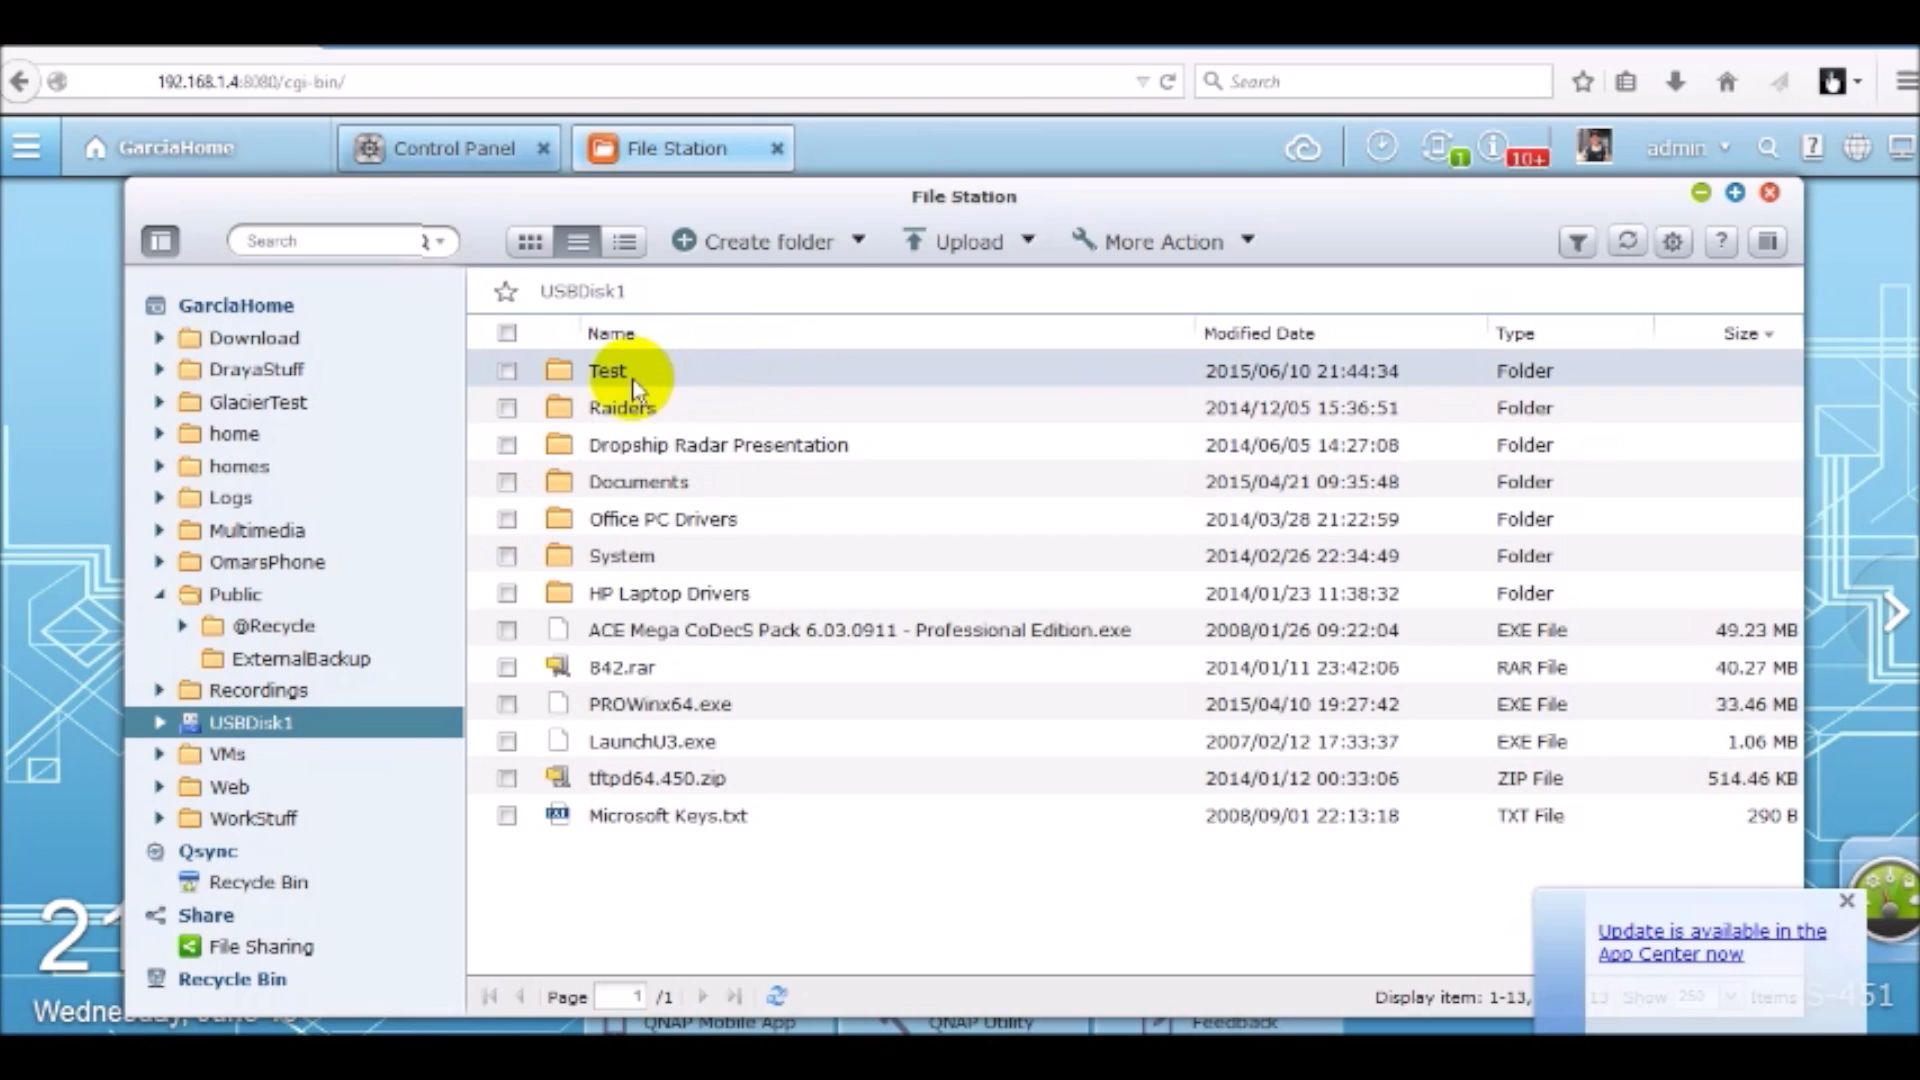 192.168.1.4:8080/cgi-bin/
Search
GarciaHome
Control Panel
File Station
1
10+
admin
?
File Station
Search
Create folder
Upload
More Action
?
GarciaHome
Download
DrayaStuff
GlacierTest
home
homes
Logs
Multimedia
OmarsPhone
Public
@Recycle
ExternalBackup
Recordings
USBDisk1
VMs
Web
WorkStuff
Qsync
Recycle Bin
Share
File Sharing
Recycle Bin
USBDisk1
Name Modified Date Type Size
Test 2015/06/10 21:44:34 Folder
Raiders 2014/12/05 15:36:51 Folder
Dropship Radar Presentation 2014/06/05 14:27:08 Folder
Documents 2015/04/21 09:35:48 Folder
Office PC Drivers 2014/03/28 21:22:59 Folder
System 2014/02/26 22:34:49 Folder
HP Laptop Drivers 2014/01/23 11:38:32 Folder
ACE Mega CoDecS Pack 6.03.0911 - Professional Edition.exe 2008/01/26 09:22:04 EXE File 49.23 MB
842.rar 2014/01/11 23:42:06 RAR File 40.27 MB
PROWinx64.exe 2015/04/10 19:27:42 EXE File 33.46 MB
LaunchU3.exe 2007/02/12 17:33:37 EXE File 1.06 MB
tftpd64.450.zip 2014/01/12 00:33:06 ZIP File 514.46 KB
Microsoft Keys.txt 2008/09/01 22:13:18 TXT File 290 B
Page 1 /1
Display item: 1-13, 13 Show 250 Items
Update is available in the
App Center now
21
Wednesday,
S-451
QNAP Mobile App
QNAP Utility
Feedback